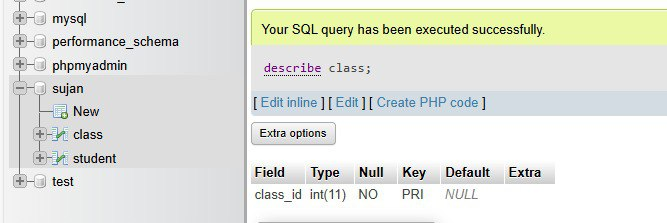 mysql
performance_schema
phpmyadmin
sujan
New
class
student
test
Your SQL query has been executed successfully.
describe class;
[ Edit inline ] [ Edit ] [ Create PHP code ]
Extra options
Field Type Null Key Default Extra
class_id int(11) NO PRI NULL